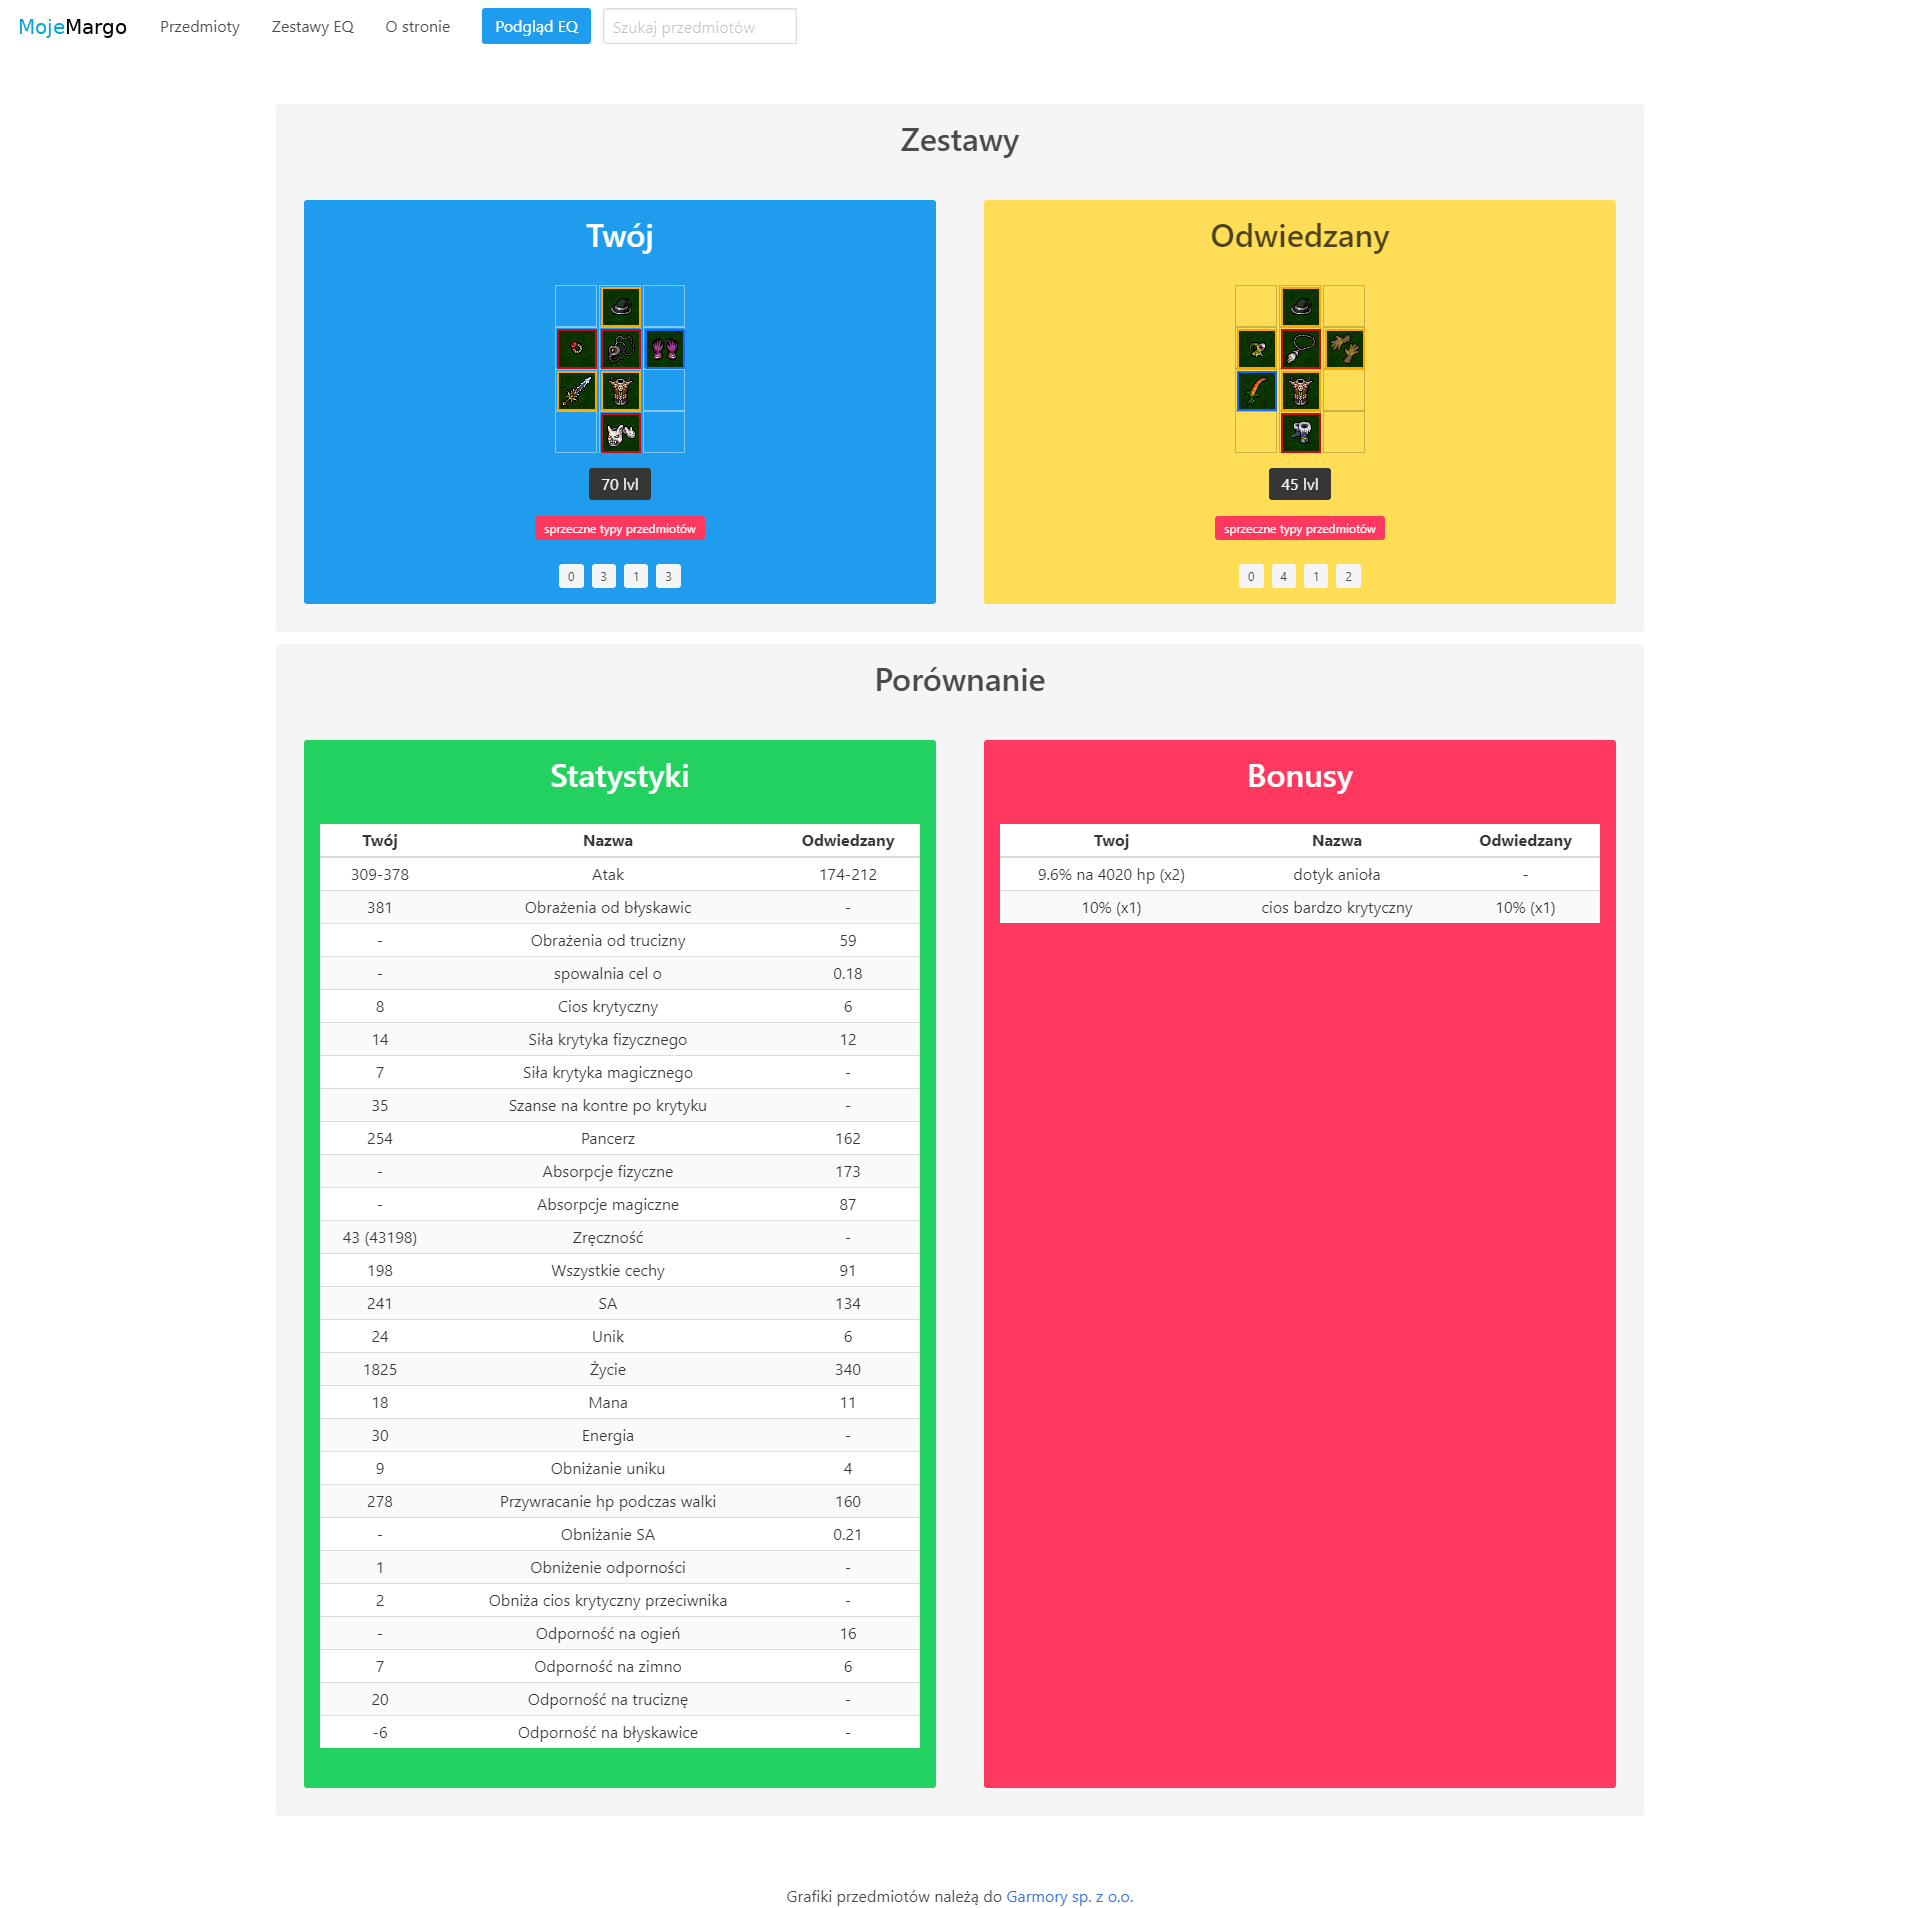 MojeMargo Przedmioty Zestawy EQ O stronie Podgląd EQ Szukaj przedmiotów
Zestawy
Twój
70 lvl
sprzeczne typy przedmiotów
0 3 1 3
Odwiedzany
45 lvl
sprzeczne typy przedmiotów
0 4 1 2
Porównanie
Statystyki
Twój Nazwa Odwiedzany
309-378 Atak 174-212
381 Obrażenia od błyskawic -
- Obrażenia od trucizny 59
- spowalnia cel o 0.18
8 Cios krytyczny 6
14 Siła krytyka fizycznego 12
7 Siła krytyka magicznego -
35 Szanse na kontre po krytyku -
254 Pancerz 162
- Absorpcje fizyczne 173
- Absorpcje magiczne 87
43 (43198) Zręczność -
198 Wszystkie cechy 91
241 SA 134
24 Unik 6
1825 Życie 340
18 Mana 11
30 Energia -
9 Obniżanie uniku 4
278 Przywracanie hp podczas walki 160
- Obniżanie SA 0.21
1 Obniżenie odporności -
2 Obniża cios krytyczny przeciwnika -
- Odporność na ogień 16
7 Odporność na zimno 6
20 Odporność na truciznę -
-6 Odporność na błyskawice -
Bonusy
Twoj Nazwa Odwiedzany
9.6% na 4020 hp (x2) dotyk anioła -
10% (x1) cios bardzo krytyczny 10% (x1)
Grafiki przedmiotów należą do Garmory sp. z o.o.